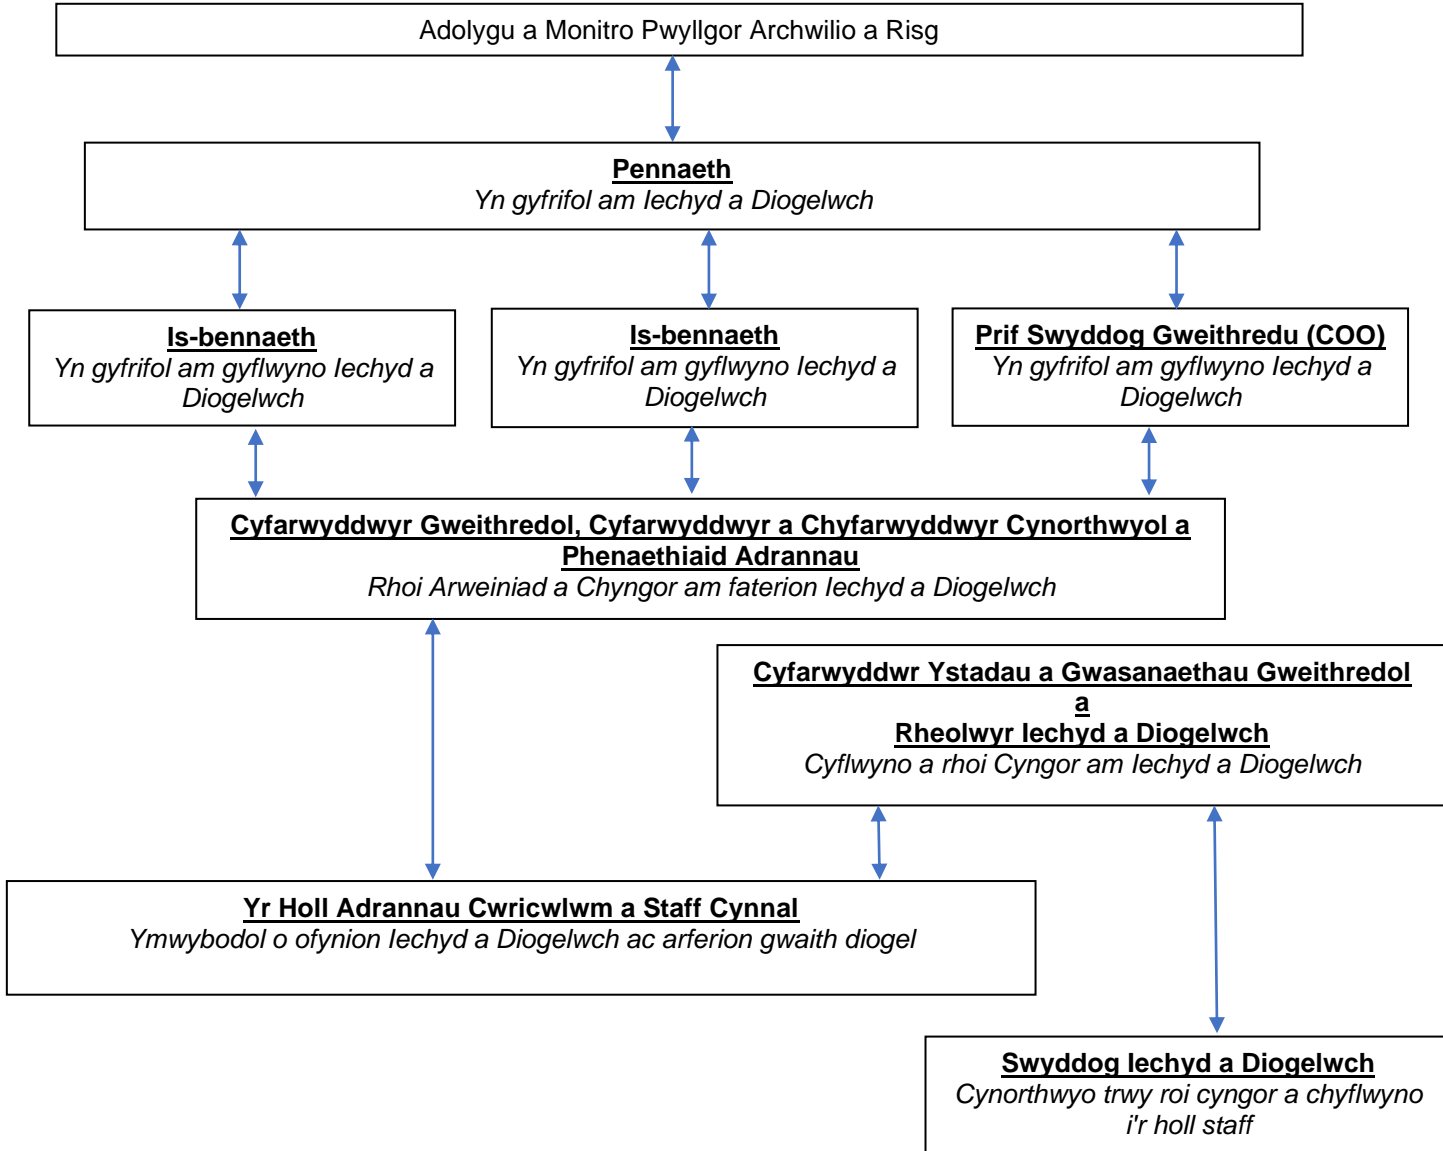 Adolygu a Monitro Pwyllgor Archwilio a Risg
Pennaeth
Yn gyfrifol am Iechyd a Diogelwch
Is-bennaeth
Yn gyfrifol am gyflwyno Iechyd a
Diogelwch
Is-bennaeth
Yn gyfrifol am gyflwyno Iechyd a
Diogelwch
Prif Swyddog Gweithredu (COO)
Yn gyfrifol am gyflwyno Iechyd a
Diogelwch
Cyfarwyddwyr Gweithredol, Cyfarwyddwyr a Chyfarwyddwyr Cynorthwyol a
Phenaethiaid Adrannau
Rhoi Arweiniad a Chyngor am faterion Iechyd a Diogelwch
Cyfarwyddwr Ystadau a Gwasanaethau Gweithredol
a
Rheolwyr Iechyd a Diogelwch
Cyflwyno a rhoi Cyngor am Iechyd a Diogelwch
Yr Holl Adrannau Cwricwlwm a Staff Cynnal
Ymwybodol o ofynion Iechyd a Diogelwch ac arferion gwaith diogel
Swyddog Iechyd a Diogelwch
Cynorthwyo trwy roi cyngor a chyflwyno
i'r holl staff